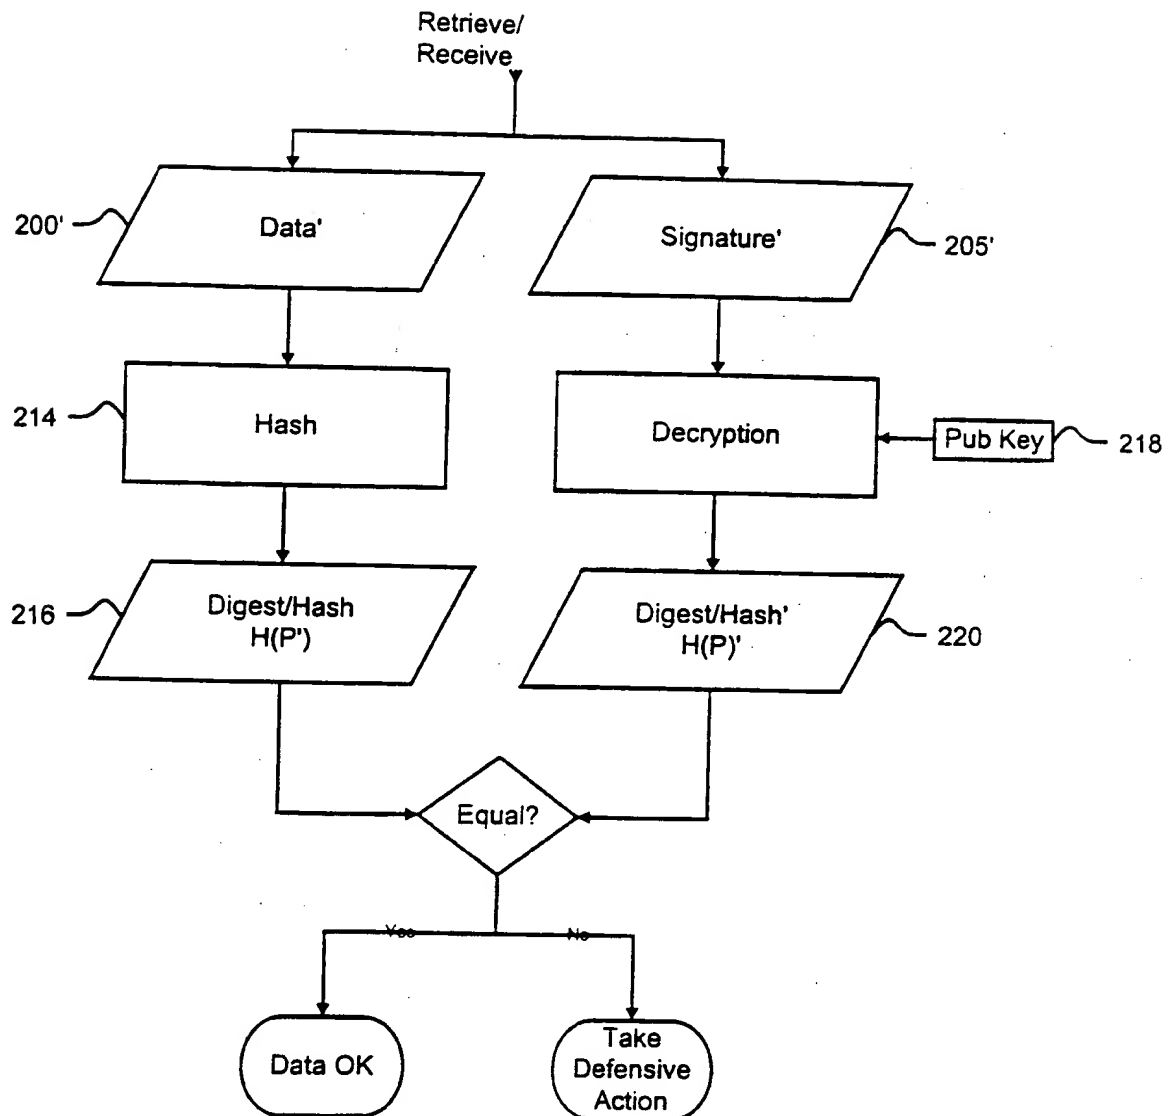 Retrieve/
Receive
200'
Data'
Signature'
205'
214
Hash
Decryption
Pub Key
218
216
Digest/Hash
H(P')
Digest/Hash'
H(P)'
220
Equal?
Yes
No
Data OK
Take
Defensive
Action